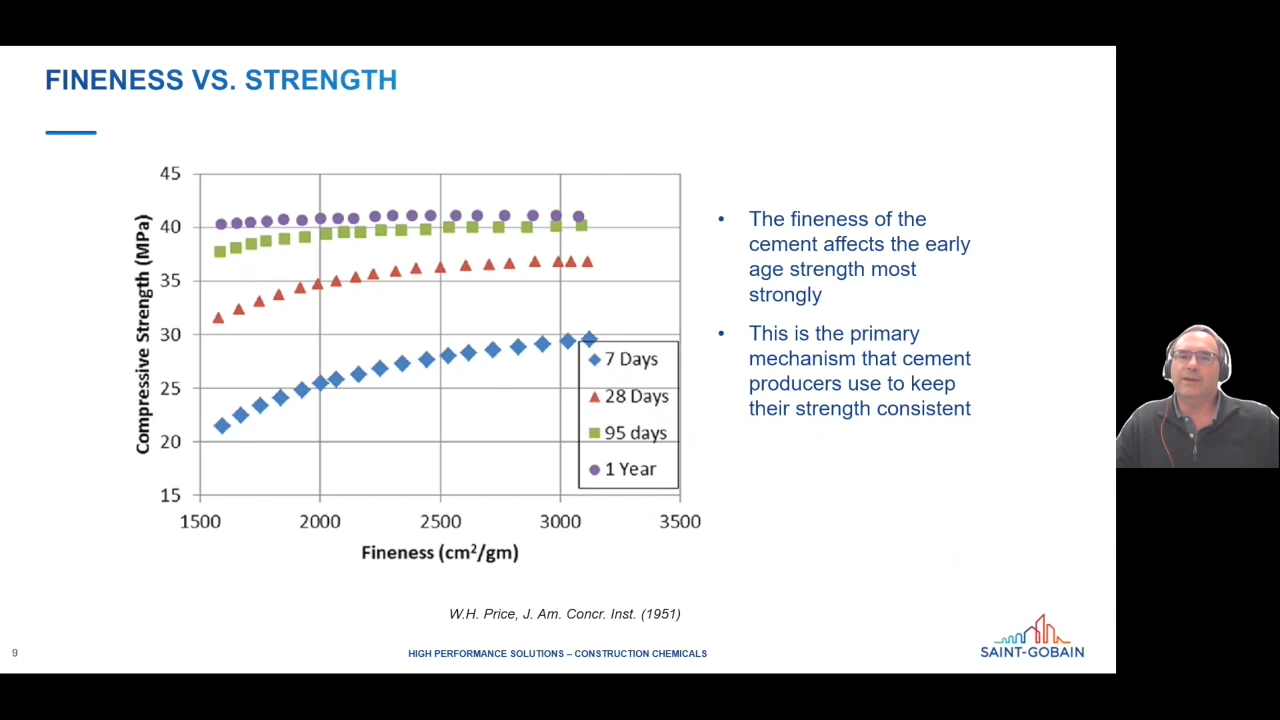 FINENESS VS. STRENGTH
45
40
35
30
25
20
15
Compressive Strength (MPa)
1500 2000 2500 3000 3500
Fineness (cm²/gm)
7 Days
28 Days
95 days
1 Year
• The fineness of the
cement affects the early
age strength most
strongly
• This is the primary
mechanism that cement
producers use to keep
their strength consistent
W.H. Price, J. Am. Concr. Inst. (1951)
9
HIGH PERFORMANCE SOLUTIONS – CONSTRUCTION CHEMICALS
SAINT-GOBAIN